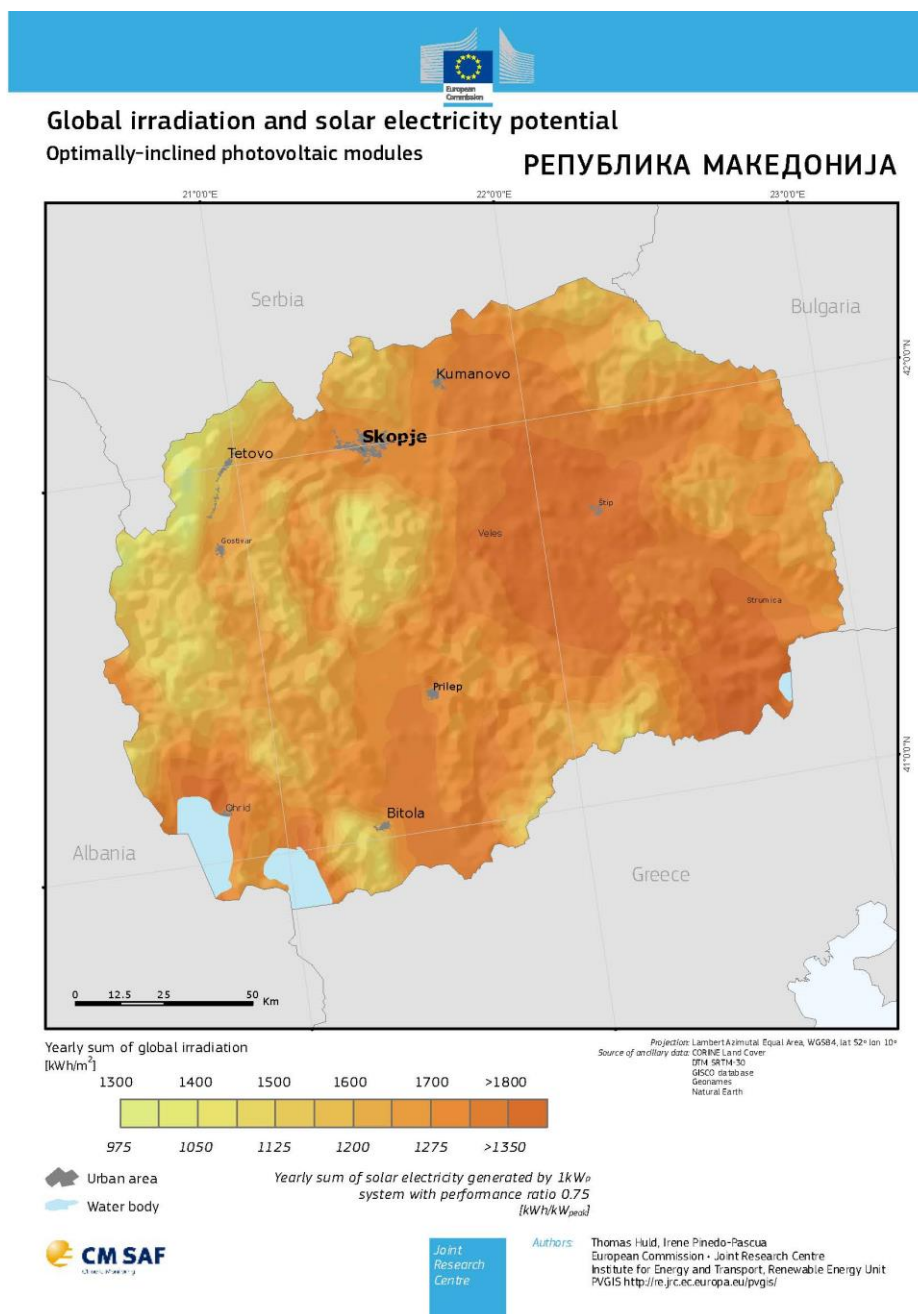 European
Commission
Global irradiation and solar electricity potential
Optimally-inclined photovoltaic modules
РЕПУБЛИКА МАКЕДОНИЈА
21°0'0"E
22°0'0"E
23°0'0"E
Serbia
Bulgaria
42°0'0"N
Kumanovo
Skopje
Tetovo
Štip
Veles
Gostivar
Strumica
Prilep
41°0'0"N
Ohrid
Bitola
Albania
Greece
0 12.5 25 50 Km
Yearly sum of global irradiation
[kWh/m²]
1300 1400 1500 1600 1700 >1800
975 1050 1125 1200 1275 >1350
Projection: Lambert Azimutal Equal Area, WGS84, lat 52° lon 10°
Source of ancillary data: CORINE Land Cover
DTM SRTM-30
GISCO database
Geonames
Natural Earth
Urban area
Water body
Yearly sum of solar electricity generated by 1kWp
system with performance ratio 0.75
[kWh/kWpeak]
CM SAF
Climate Monitoring
Joint
Research
Centre
Authors: Thomas Huld, Irene Pinedo-Pascua
European Commission · Joint Research Centre
Institute for Energy and Transport, Renewable Energy Unit
PVGIS http://re.jrc.ec.europa.eu/pvgis/